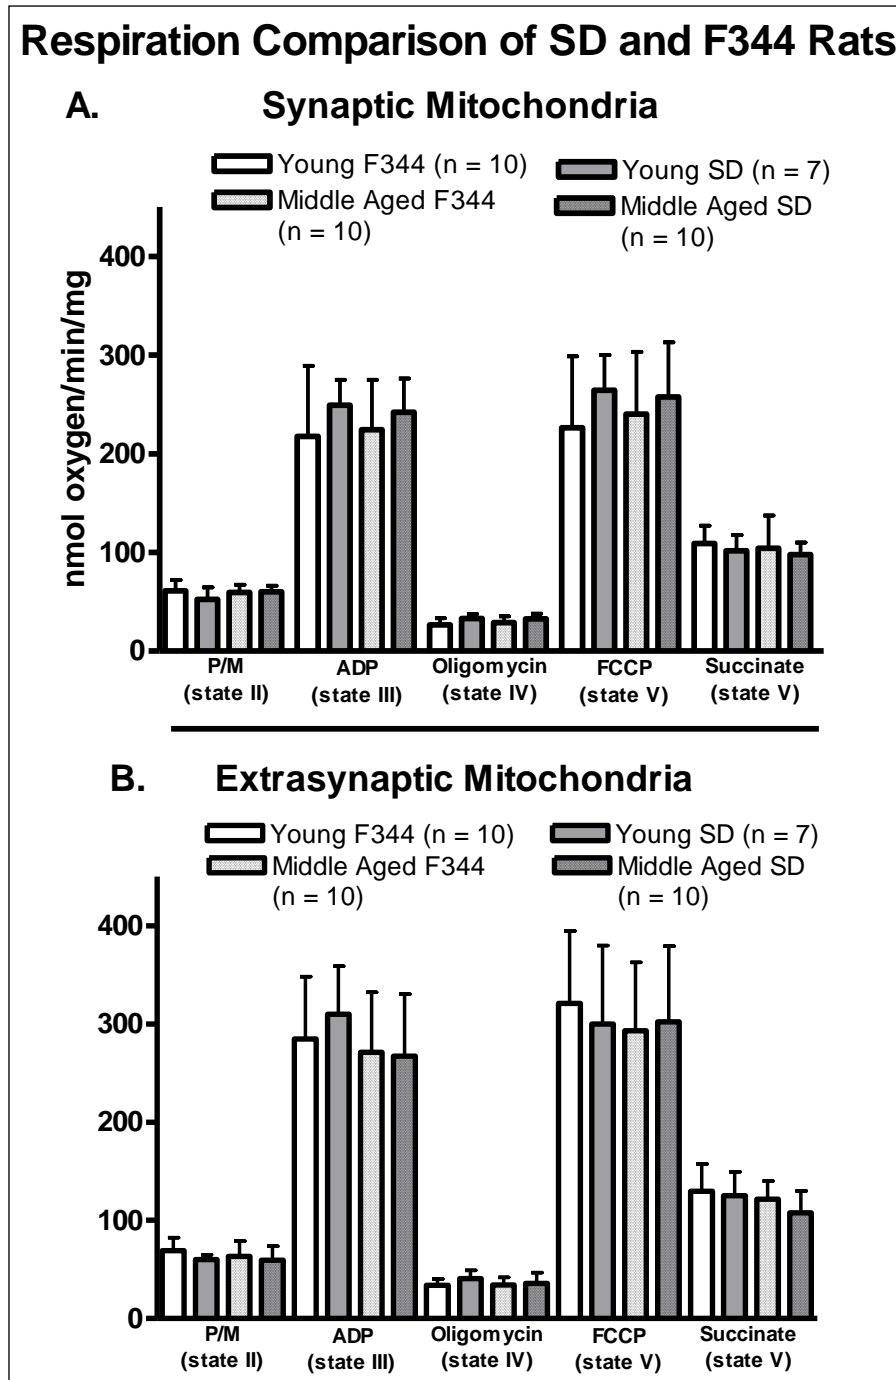 Respiration Comparison of SD and F344 Rats
A. Synaptic Mitochondria
Young F344 (n = 10)
Middle Aged F344
(n = 10)
Young SD (n = 7)
Middle Aged SD
(n = 10)
nmol oxygen/min/mg
400
300
200
100
0
P/M
(state II)
ADP
(state III)
Oligomycin
(state IV)
FCCP
(state V)
Succinate
(state V)
B. Extrasynaptic Mitochondria
Young F344 (n = 10)
Middle Aged F344
(n = 10)
Young SD (n = 7)
Middle Aged SD
(n = 10)
400
300
200
100
0
P/M
(state II)
ADP
(state III)
Oligomycin
(state IV)
FCCP
(state V)
Succinate
(state V)